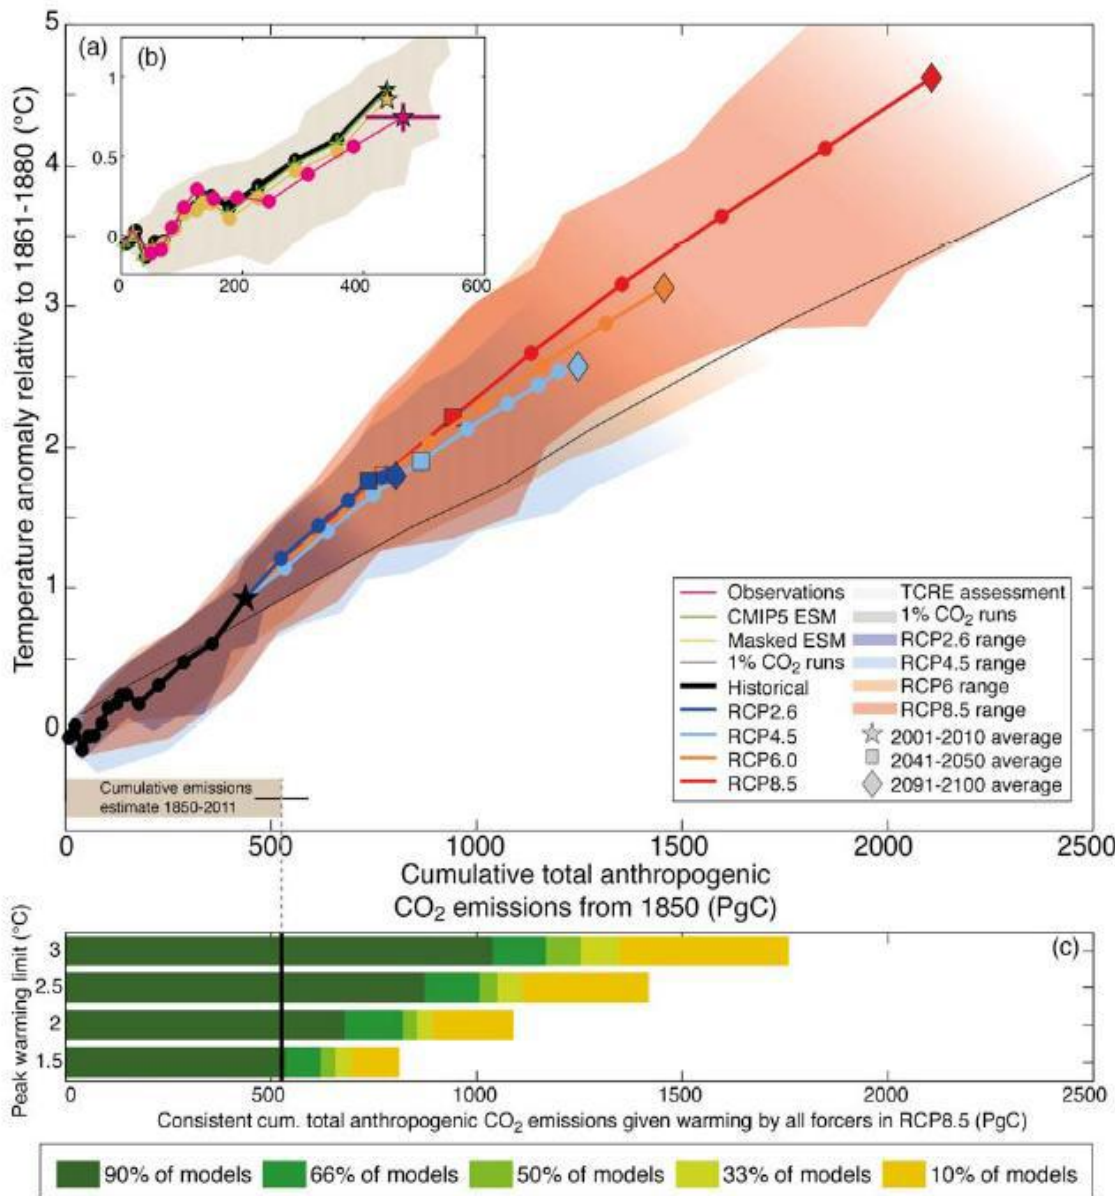 5
4
3
2
1
0
Temperature anomaly relative to 1861-1880 (°C)
(a)
(b)
1
0.5
0
0 200 400 600
Observations
CMIP5 ESM
Masked ESM
1% CO₂ runs
Historical
RCP2.6
RCP4.5
RCP6.0
RCP8.5
TCRE assessment
1% CO₂ runs
RCP2.6 range
RCP4.5 range
RCP6 range
RCP8.5 range
2001-2010 average
2041-2050 average
2091-2100 average
Cumulative emissions
estimate 1850-2011
0 500 1000 1500 2000 2500
Cumulative total anthropogenic
CO₂ emissions from 1850 (PgC)
Peak warming limit (°C)
3
2.5
2
1.5
(c)
0 500 1000 1500 2000 2500
Consistent cum. total anthropogenic CO₂ emissions given warming by all forcers in RCP8.5 (PgC)
90% of models 66% of models 50% of models 33% of models 10% of models